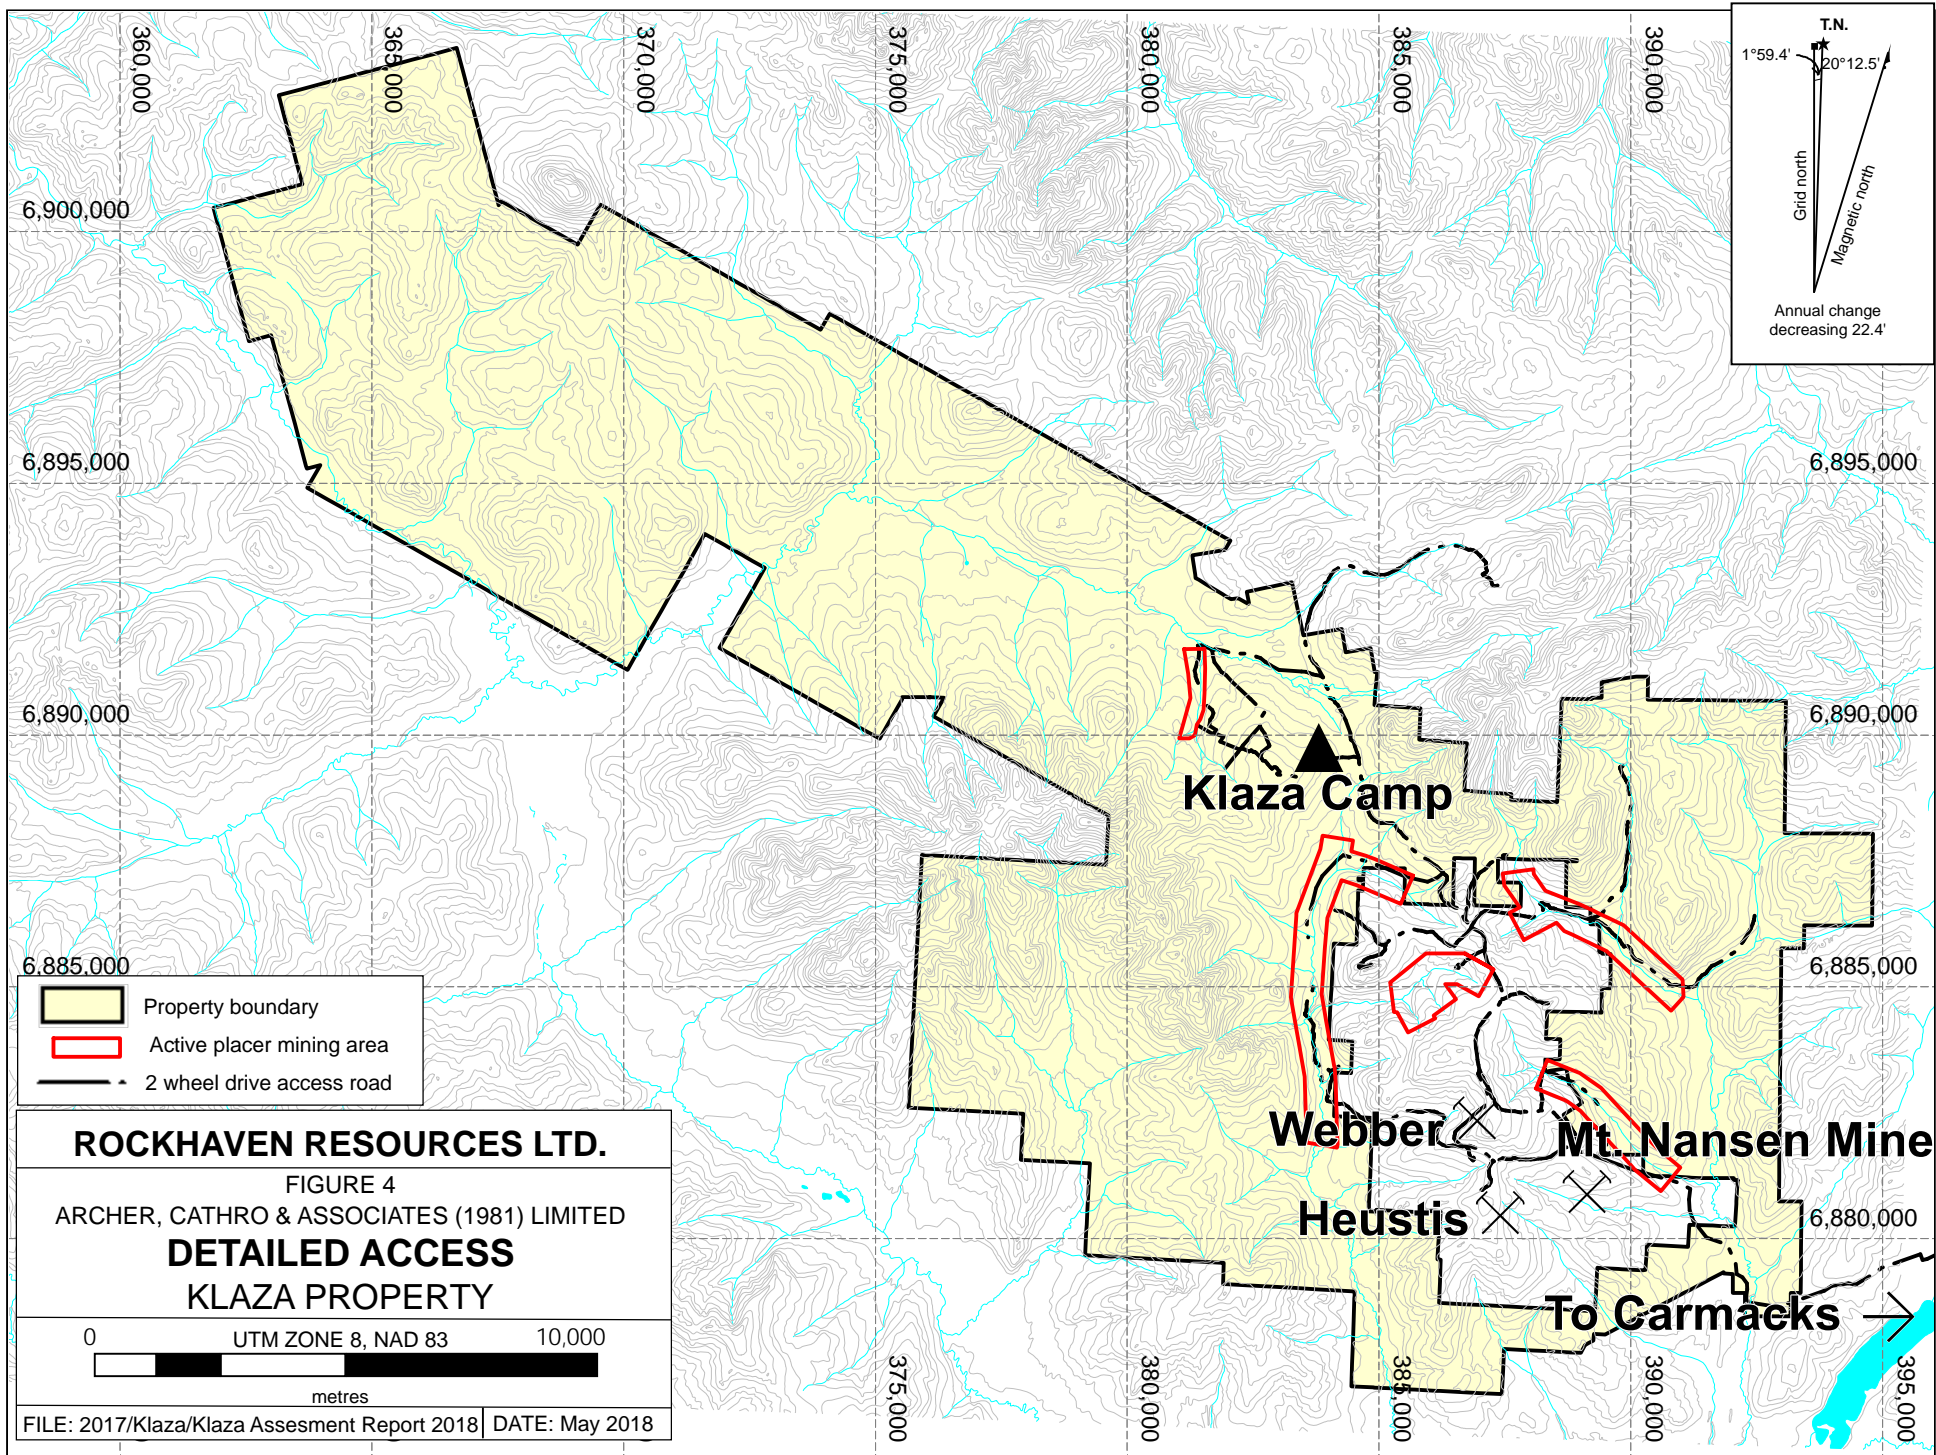 360,000
365,000
370,000
375,000
380,000
385,000
390,000
T.N.
1°59.4'
20°12.5'
Grid north
Magnetic north
Annual change
decreasing 22.4'
6,900,000
6,895,000
6,895,000
6,890,000
6,890,000
Klaza Camp
6,885,000
6,885,000
Property boundary
Active placer mining area
2 wheel drive access road
Webber
Mt. Nansen Mine
Heustis
6,880,000
To Carmacks
ROCKHAVEN RESOURCES LTD.
FIGURE 4
ARCHER, CATHRO & ASSOCIATES (1981) LIMITED
DETAILED ACCESS
KLAZA PROPERTY
0
UTM ZONE 8, NAD 83
10,000
metres
FILE: 2017/Klaza/Klaza Assesment Report 2018
DATE: May 2018
375,000
380,000
385,000
390,000
395,000